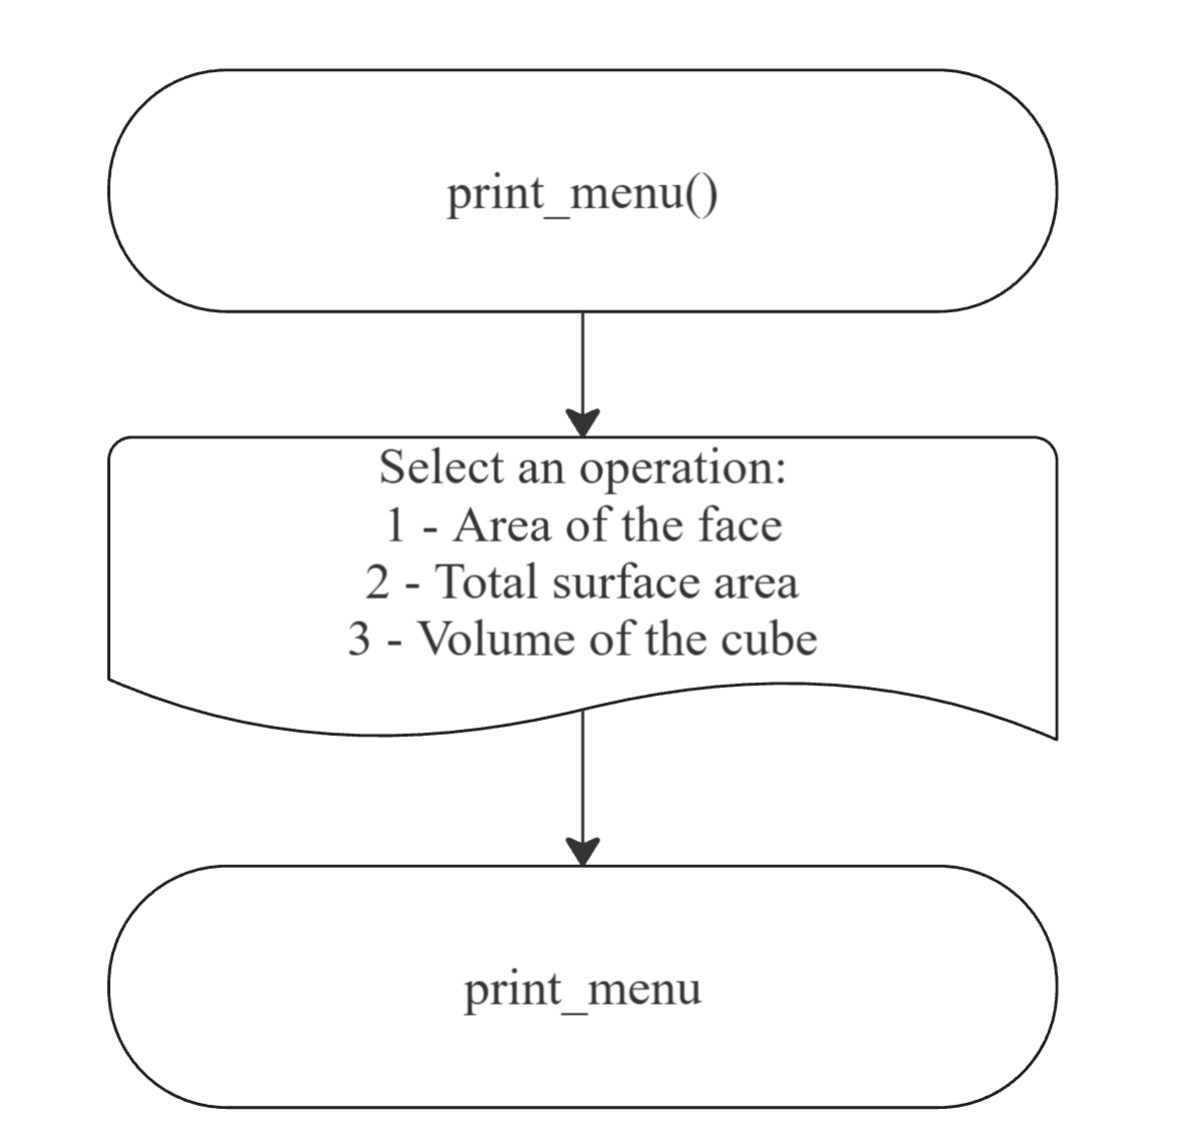 print_menu()
Select an operation:
1 - Area of the face
2 - Total surface area
3 - Volume of the cube
print_menu